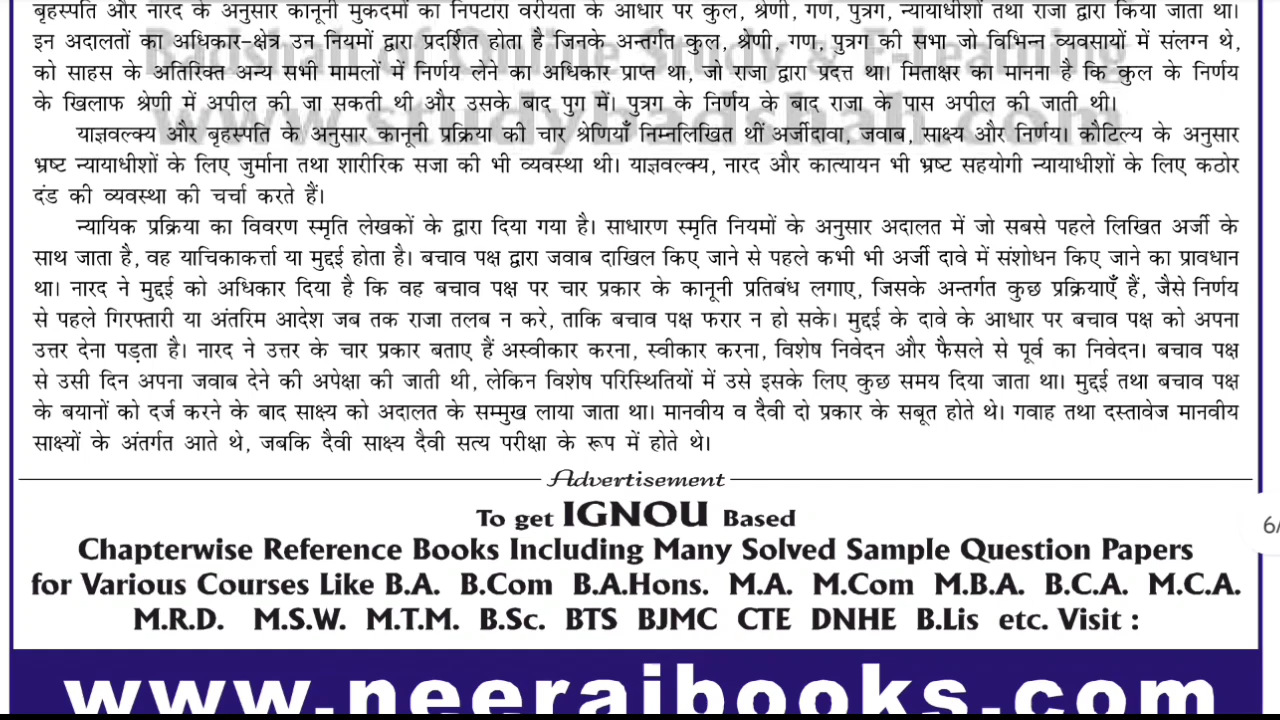 बृहस्पति और नारद के अनुसार कानूनी मुकदमों का निपटारा वरीयता के आधार पर कुल, श्रेणी, गण, पुत्रग, न्यायाधीशों तथा राजा द्वारा किया जाता था।
इन अदालतों का अधिकार-क्षेत्र उन नियमों द्वारा प्रदर्शित होता है जिनके अन्तर्गत कुल, श्रेणी, गण, पुत्रग की सभा जो विभिन्न व्यवसायों में संलग्न थे,
Badshah of Online Study & E-Learning
को साहस के अतिरिक्त अन्य सभी मामलों में निर्णय लेने का अधिकार प्राप्त था, जो राजा द्वारा प्रदत्त था। मिताक्षर का मानना है कि कुल के निर्णय
के खिलाफ श्रेणी में अपील की जा सकती थी और उसके बाद पुग में। पुत्रग के निर्णय के बाद राजा के पास अपील की जाती थी।
www.studybadshah.com
याज्ञवल्क्य और बृहस्पति के अनुसार कानूनी प्रक्रिया की चार श्रेणियाँ निम्नलिखित थीं अर्जीदावा, जवाब, साक्ष्य और निर्णय। कौटिल्य के अनुसार
भ्रष्ट न्यायाधीशों के लिए जुर्माना तथा शारीरिक सजा की भी व्यवस्था थी। याज्ञवल्क्य, नारद और कात्यायन भी भ्रष्ट सहयोगी न्यायाधीशों के लिए कठोर
दंड की व्यवस्था की चर्चा करते हैं।
न्यायिक प्रक्रिया का विवरण स्मृति लेखकों के द्वारा दिया गया है। साधारण स्मृति नियमों के अनुसार अदालत में जो सबसे पहले लिखित अर्जी के
साथ जाता है, वह याचिकाकर्त्ता या मुद्दई होता है। बचाव पक्ष द्वारा जवाब दाखिल किए जाने से पहले कभी भी अर्जी दावे में संशोधन किए जाने का प्रावधान
था। नारद ने मुद्दई को अधिकार दिया है कि वह बचाव पक्ष पर चार प्रकार के कानूनी प्रतिबंध लगाए, जिसके अन्तर्गत कुछ प्रक्रियाएँ हैं, जैसे निर्णय
से पहले गिरफ्तारी या अंतरिम आदेश जब तक राजा तलब न करे, ताकि बचाव पक्ष फरार न हो सके। मुद्दई के दावे के आधार पर बचाव पक्ष को अपना
उत्तर देना पड़ता है। नारद ने उत्तर के चार प्रकार बताए हैं अस्वीकार करना, स्वीकार करना, विशेष निवेदन और फैसले से पूर्व का निवेदन। बचाव पक्ष
से उसी दिन अपना जवाब देने की अपेक्षा की जाती थी, लेकिन विशेष परिस्थितियों में उसे इसके लिए कुछ समय दिया जाता था। मुद्दई तथा बचाव पक्ष
के बयानों को दर्ज करने के बाद साक्ष्य को अदालत के सम्मुख लाया जाता था। मानवीय व दैवी दो प्रकार के सबूत होते थे। गवाह तथा दस्तावेज मानवीय
साक्ष्यों के अंतर्गत आते थे, जबकि दैवी साक्ष्य दैवी सत्य परीक्षा के रूप में होते थे।
Advertisement
To get IGNOU Based
6/
Chapterwise Reference Books Including Many Solved Sample Question Papers
for Various Courses Like B.A. B.Com B.A.Hons. M.A. M.Com M.B.A. B.C.A. M.C.A.
M.R.D. M.S.W. M.T.M. B.Sc. BTS BJMC CTE DNHE B.Lis etc. Visit :
www.neerajbooks.com